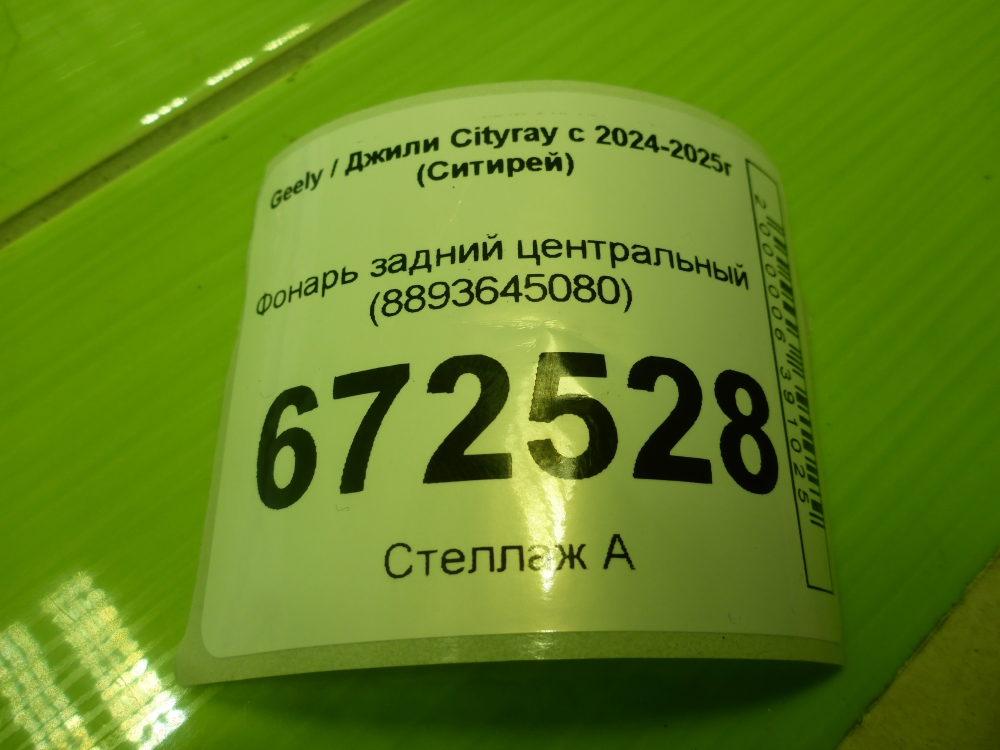 Geely / Джили Cityray с 2024-2025г
(Ситирей)
Фонарь задний центральный
(8893645080)
672528
Стеллаж А
2000006391025